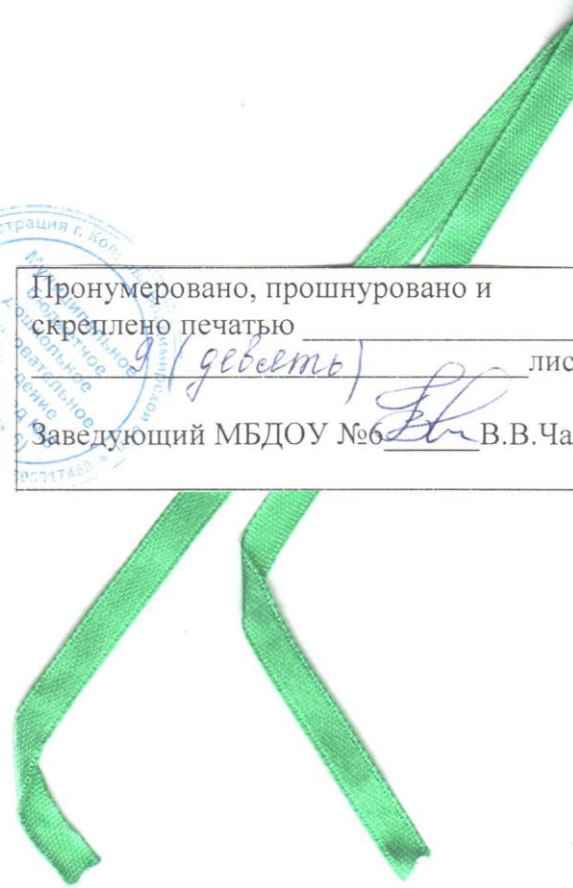 Пронумеровано, прошнуровано и
скреплено печатью
9 (девять) лис
Заведующий МБДОУ №6 В.В.Ча